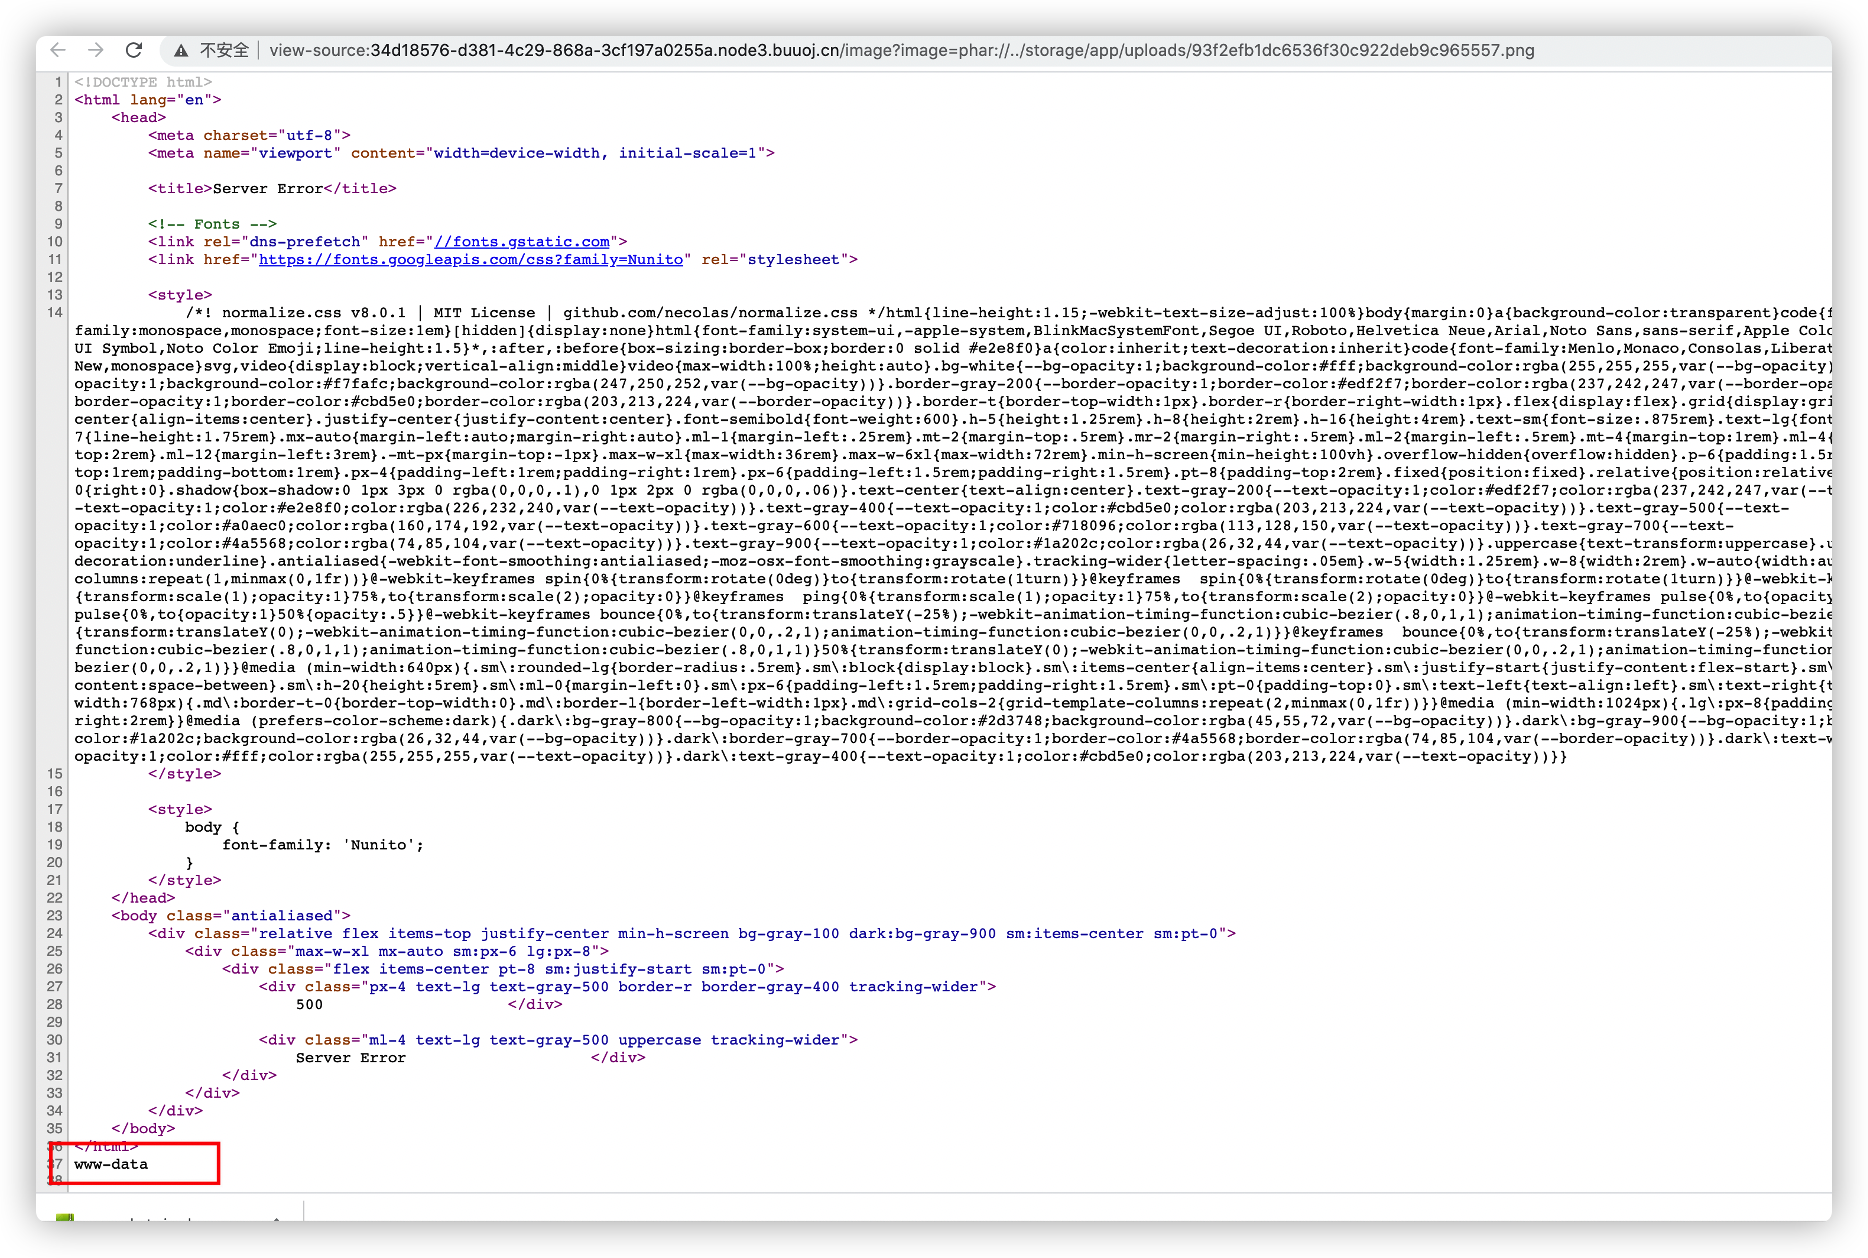 不安全 view-source:34d18576-d381-4c29-868a-3cf197a0255a.node3.buuoj.cn/image?image=phar://../storage/app/uploads/93f2efb1dc6536f30c922deb9c965557.png
1 <!DOCTYPE html>
2 <html lang="en">
3 <head>
4 <meta charset="utf-8">
5 <meta name="viewport" content="width=device-width, initial-scale=1">
6
7 <title>Server Error</title>
8
9 <!-- Fonts -->
10 <link rel="dns-prefetch" href="//fonts.gstatic.com">
11 <link href="https://fonts.googleapis.com/css?family=Nunito" rel="stylesheet">
12
13 <style>
14 /*! normalize.css v8.0.1 | MIT License | github.com/necolas/normalize.css */html{line-height:1.15;-webkit-text-size-adjust:100%}body{margin:0}a{background-color:transparent}code{f
family:monospace,monospace;font-size:1em}[hidden]{display:none}html{font-family:system-ui,-apple-system,BlinkMacSystemFont,Segoe UI,Roboto,Helvetica Neue,Arial,Noto Sans,sans-serif,Apple Colo
UI Symbol,Noto Color Emoji;line-height:1.5}*,:after,:before{box-sizing:border-box;border:0 solid #e2e8f0}a{color:inherit;text-decoration:inherit}code{font-family:Menlo,Monaco,Consolas,Liberat
New,monospace}svg,video{display:block;vertical-align:middle}video{max-width:100%;height:auto}.bg-white{--bg-opacity:1;background-color:#fff;background-color:rgba(255,255,255,var(--bg-opacity)
opacity:1;background-color:#f7fafc;background-color:rgba(247,250,252,var(--bg-opacity))}.border-gray-200{--border-opacity:1;border-color:#edf2f7;border-color:rgba(237,242,247,var(--border-opa
border-opacity:1;border-color:#cbd5e0;border-color:rgba(203,213,224,var(--border-opacity))}.border-t{border-top-width:1px}.border-r{border-right-width:1px}.flex{display:flex}.grid{display:gri
center{align-items:center}.justify-center{justify-content:center}.font-semibold{font-weight:600}.h-5{height:1.25rem}.h-8{height:2rem}.h-16{height:4rem}.text-sm{font-size:.875rem}.text-lg{font
7{line-height:1.75rem}.mx-auto{margin-left:auto;margin-right:auto}.ml-1{margin-left:.25rem}.mt-2{margin-top:.5rem}.mr-2{margin-right:.5rem}.ml-2{margin-left:.5rem}.mt-4{margin-top:1rem}.ml-4{
top:2rem}.ml-12{margin-left:3rem}.-mt-px{margin-top:-1px}.max-w-xl{max-width:36rem}.max-w-6xl{max-width:72rem}.min-h-screen{min-height:100vh}.overflow-hidden{overflow:hidden}.p-6{padding:1.5r
top:1rem;padding-bottom:1rem}.px-4{padding-left:1rem;padding-right:1rem}.px-6{padding-left:1.5rem;padding-right:1.5rem}.pt-8{padding-top:2rem}.fixed{position:fixed}.relative{position:relative
0{right:0}.shadow{box-shadow:0 1px 3px 0 rgba(0,0,0,.1),0 1px 2px 0 rgba(0,0,0,.06)}.text-center{text-align:center}.text-gray-200{--text-opacity:1;color:#edf2f7;color:rgba(237,242,247,var(--t
-text-opacity:1;color:#e2e8f0;color:rgba(226,232,240,var(--text-opacity))}.text-gray-400{--text-opacity:1;color:#cbd5e0;color:rgba(203,213,224,var(--text-opacity))}.text-gray-500{--text-
opacity:1;color:#a0aec0;color:rgba(160,174,192,var(--text-opacity))}.text-gray-600{--text-opacity:1;color:#718096;color:rgba(113,128,150,var(--text-opacity))}.text-gray-700{--text-
opacity:1;color:#4a5568;color:rgba(74,85,104,var(--text-opacity))}.text-gray-900{--text-opacity:1;color:#1a202c;color:rgba(26,32,44,var(--text-opacity))}.uppercase{text-transform:uppercase}.u
decoration:underline}.antialiased{-webkit-font-smoothing:antialiased;-moz-osx-font-smoothing:grayscale}.tracking-wider{letter-spacing:.05em}.w-5{width:1.25rem}.w-8{width:2rem}.w-auto{width:au
columns:repeat(1,minmax(0,1fr))}@-webkit-keyframes spin{0%{transform:rotate(0deg)}to{transform:rotate(1turn)}}@keyframes spin{0%{transform:rotate(0deg)}to{transform:rotate(1turn)}}@-webkit-k
{transform:scale(1);opacity:1}75%,to{transform:scale(2);opacity:0}}@keyframes ping{0%{transform:scale(1);opacity:1}75%,to{transform:scale(2);opacity:0}}@-webkit-keyframes pulse{0%,to{opacity
pulse{0%,to{opacity:1}50%{opacity:.5}}@-webkit-keyframes bounce{0%,to{transform:translateY(-25%);-webkit-animation-timing-function:cubic-bezier(.8,0,1,1);animation-timing-function:cubic-bezie
{transform:translateY(0);-webkit-animation-timing-function:cubic-bezier(0,0,.2,1);animation-timing-function:cubic-bezier(0,0,.2,1)}}@keyframes bounce{0%,to{transform:translateY(-25%);-webkit
function:cubic-bezier(.8,0,1,1);animation-timing-function:cubic-bezier(.8,0,1,1)}50%{transform:translateY(0);-webkit-animation-timing-function:cubic-bezier(0,0,.2,1);animation-timing-function
bezier(0,0,.2,1)}}@media (min-width:640px){.sm\:rounded-lg{border-radius:.5rem}.sm\:block{display:block}.sm\:items-center{align-items:center}.sm\:justify-start{justify-content:flex-start}.sm\
content:space-between}.sm\:h-20{height:5rem}.sm\:ml-0{margin-left:0}.sm\:px-6{padding-left:1.5rem;padding-right:1.5rem}.sm\:pt-0{padding-top:0}.sm\:text-left{text-align:left}.sm\:text-right{t
width:768px){.md\:border-t-0{border-top-width:0}.md\:border-l{border-left-width:1px}.md\:grid-cols-2{grid-template-columns:repeat(2,minmax(0,1fr))}}@media (min-width:1024px){.lg\:px-8{padding
right:2rem}}@media (prefers-color-scheme:dark){.dark\:bg-gray-800{--bg-opacity:1;background-color:#2d3748;background-color:rgba(45,55,72,var(--bg-opacity))}.dark\:bg-gray-900{--bg-opacity:1;b
color:#1a202c;background-color:rgba(26,32,44,var(--bg-opacity))}.dark\:border-gray-700{--border-opacity:1;border-color:#4a5568;border-color:rgba(74,85,104,var(--border-opacity))}.dark\:text-w
opacity:1;color:#fff;color:rgba(255,255,255,var(--text-opacity))}.dark\:text-gray-400{--text-opacity:1;color:#cbd5e0;color:rgba(203,213,224,var(--text-opacity))}}
15 </style>
16
17 <style>
18 body {
19 font-family: 'Nunito';
20 }
21 </style>
22 </head>
23 <body class="antialiased">
24 <div class="relative flex items-top justify-center min-h-screen bg-gray-100 dark:bg-gray-900 sm:items-center sm:pt-0">
25 <div class="max-w-xl mx-auto sm:px-6 lg:px-8">
26 <div class="flex items-center pt-8 sm:justify-start sm:pt-0">
27 <div class="px-4 text-lg text-gray-500 border-r border-gray-400 tracking-wider">
28 500 </div>
29
30 <div class="ml-4 text-lg text-gray-500 uppercase tracking-wider">
31 Server Error </div>
32 </div>
33 </div>
34 </div>
35 </body>
36 </html>
37 www-data
38